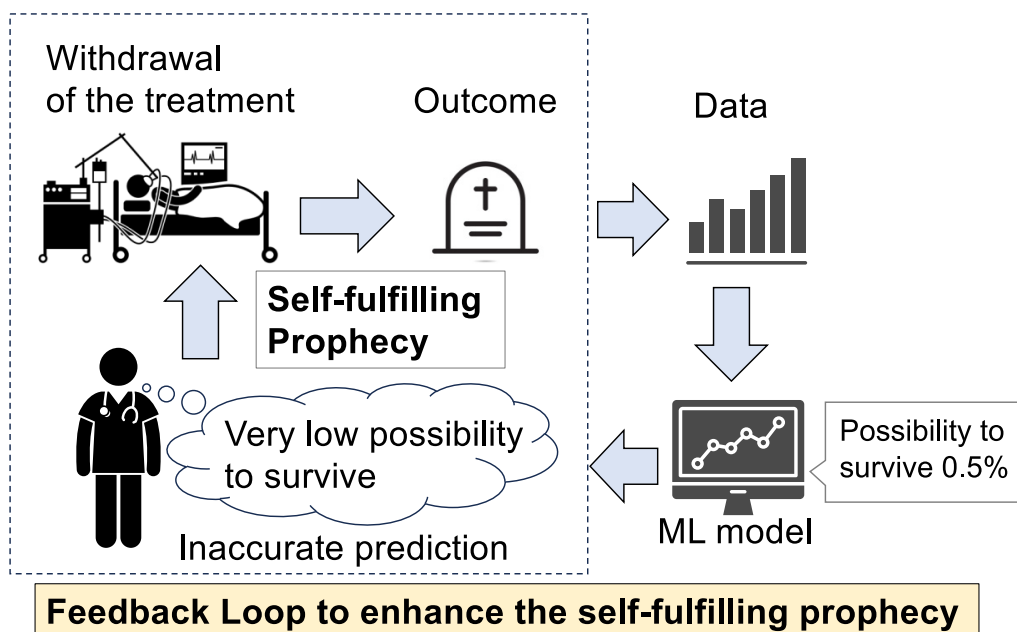 Withdrawal
of the treatment
Outcome
Data
Self-fulfilling
Prophecy
Very low possibility
to survive
Inaccurate prediction
Possibility to
survive 0.5%
ML model
Feedback Loop to enhance the self-fulfilling prophecy